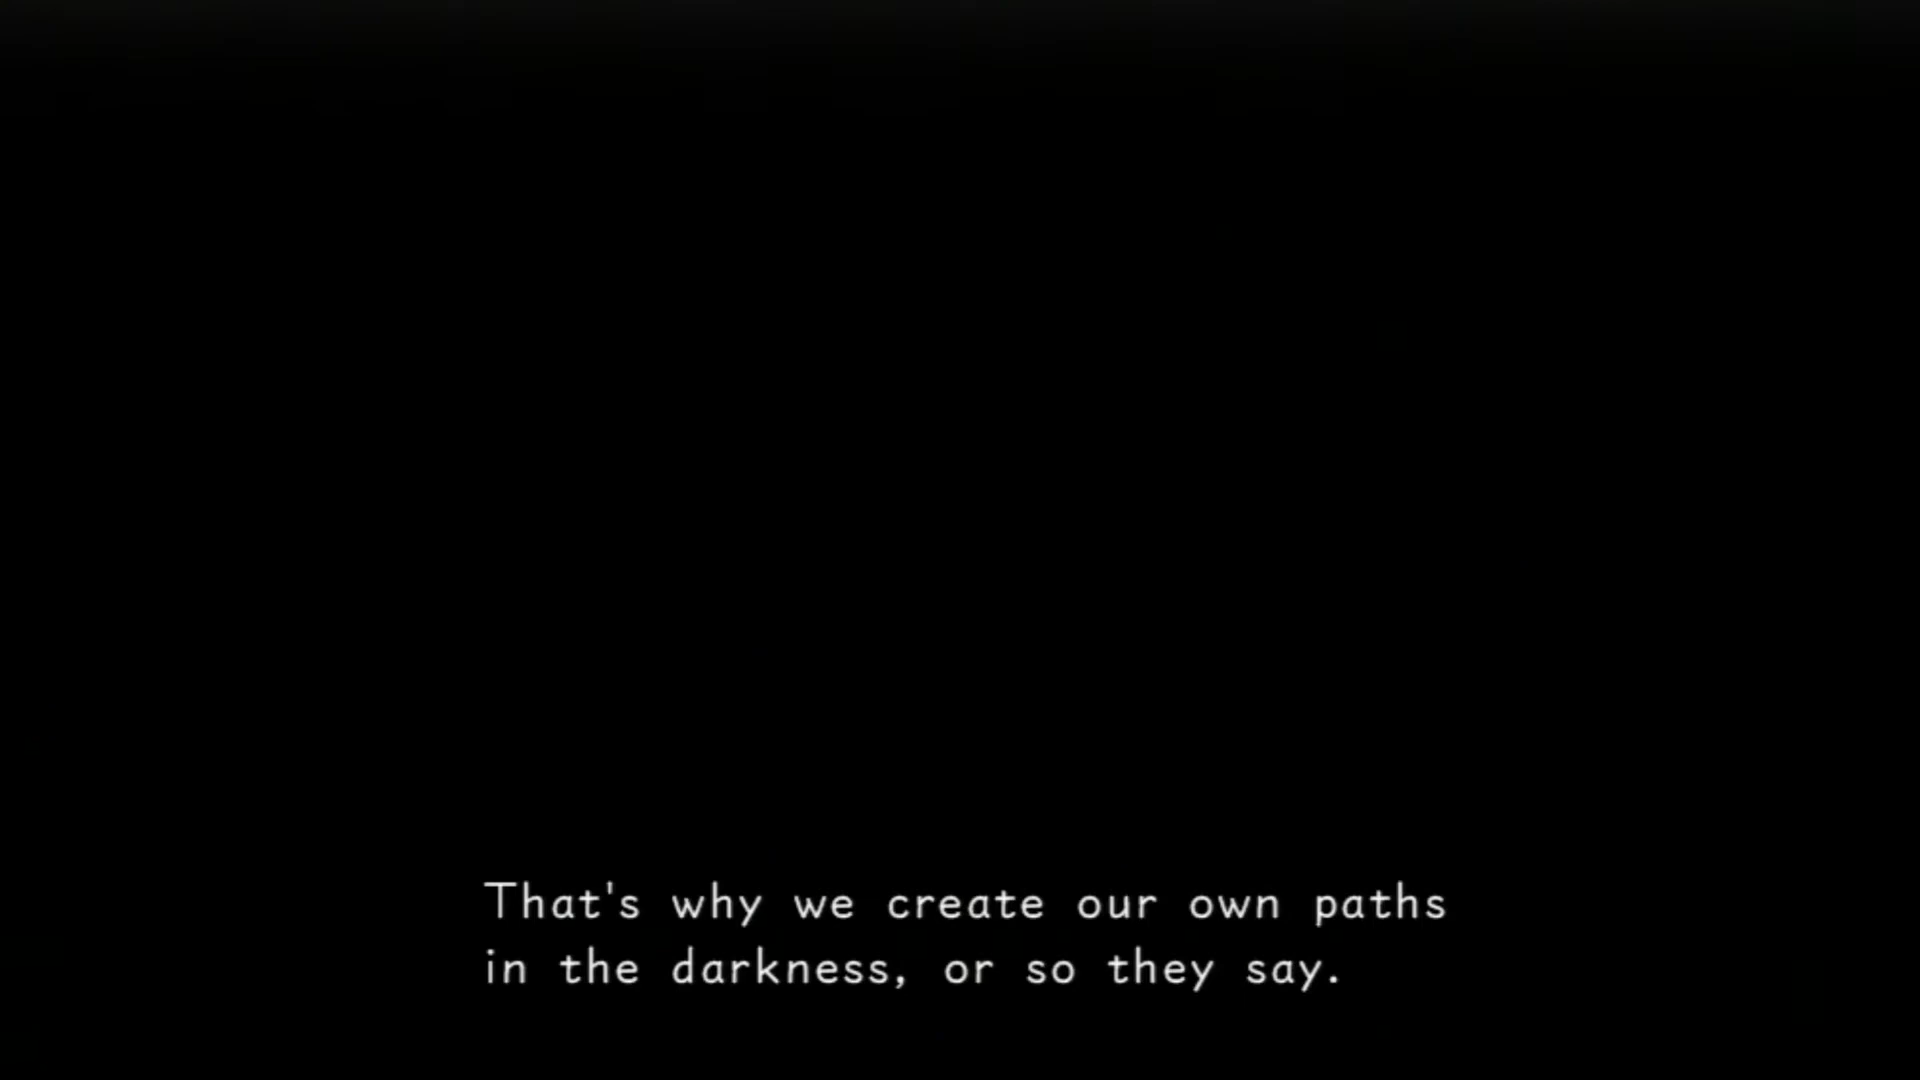 That's why we create our own paths
in the darkness, or so they say.